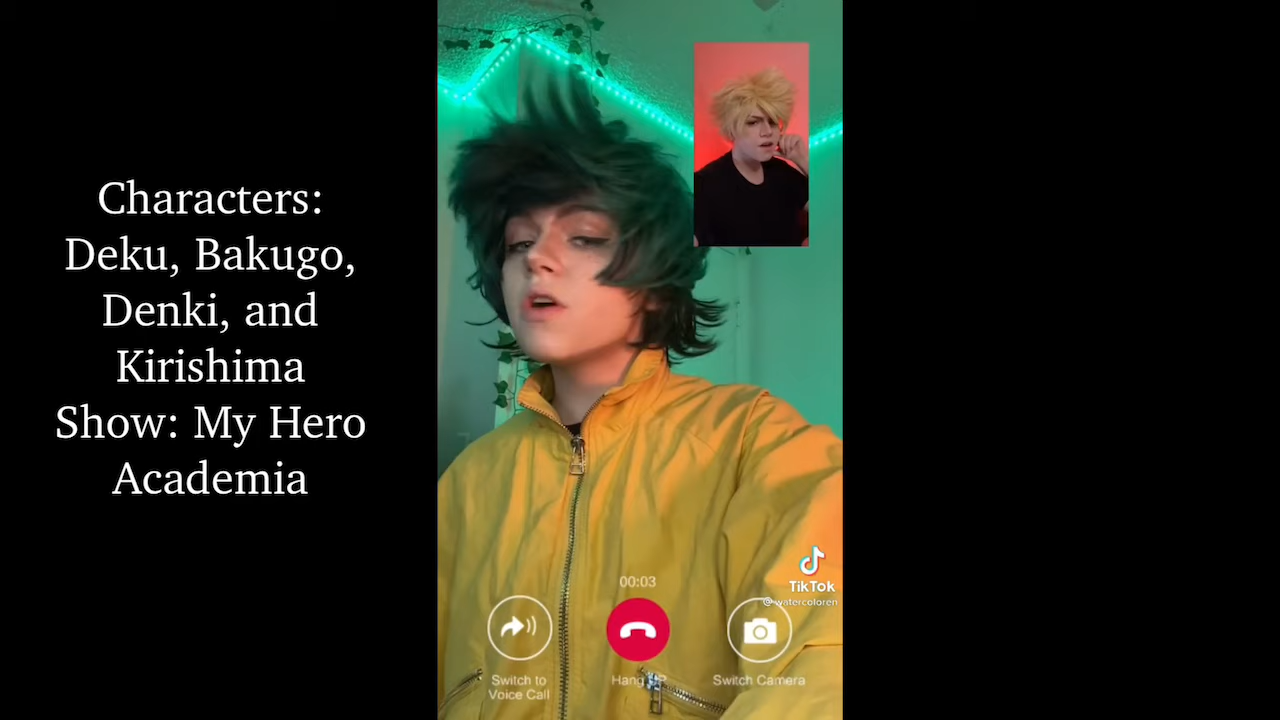 Characters:
Deku, Bakugo,
Denki, and
Kirishima
Show: My Hero
Academia
00:03
Switch to
Voice Call
Hang UP
Switch Camera
TikTok
@watercoloren